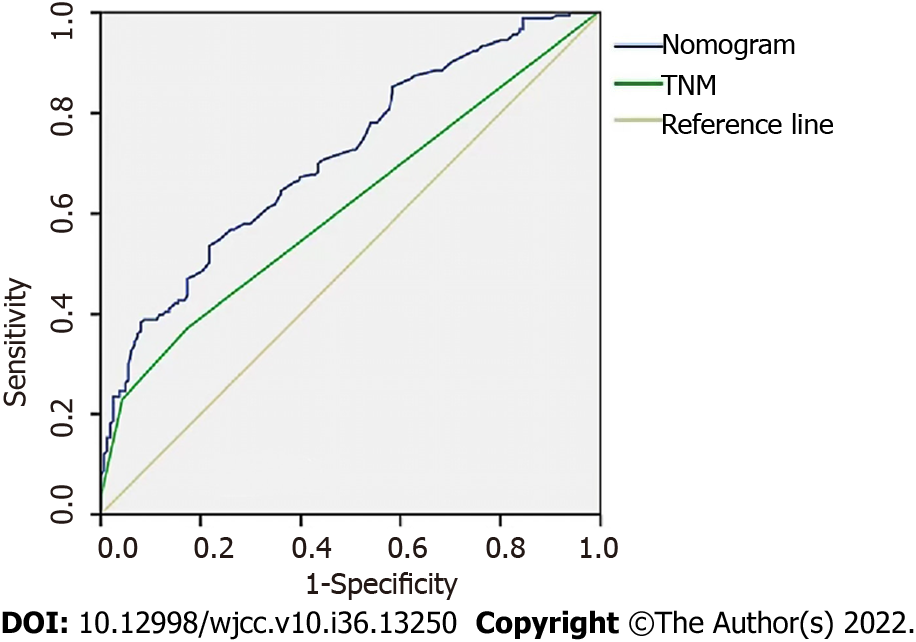 1.0
0.8
0.6
0.4
0.2
0.0
Sensitivity
0.0 0.2 0.4 0.6 0.8 1.0
1-Specificity
Nomogram
TNM
Reference line
DOI: 10.12998/wjcc.v10.i36.13250 Copyright ©The Author(s) 2022.